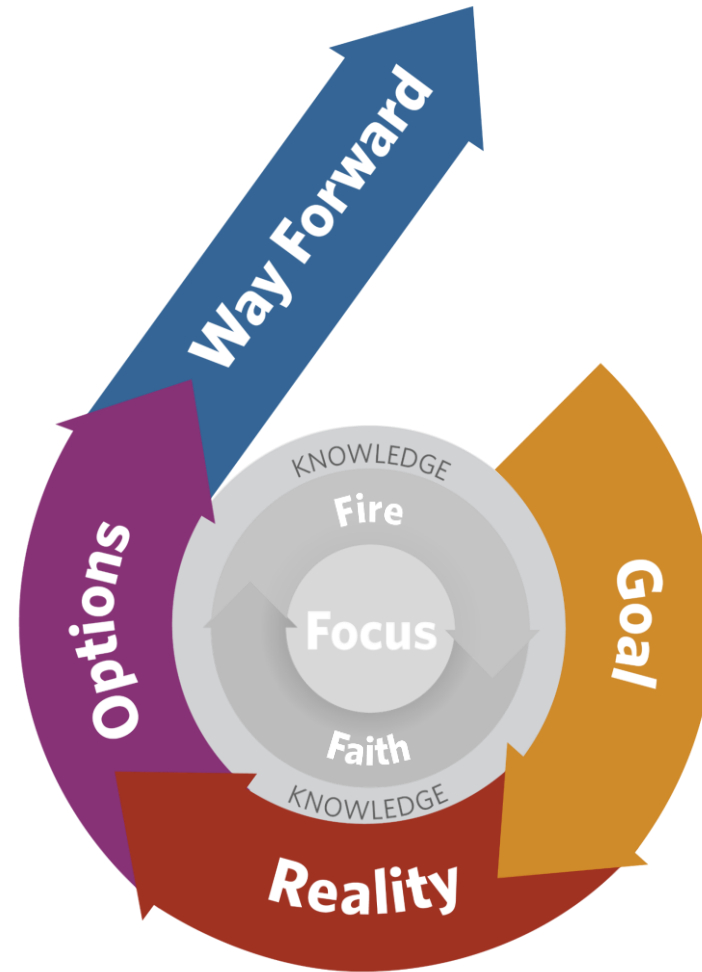 Way Forward
KNOWLEDGE
Fire
Focus
Goal
Options
Faith
KNOWLEDGE
Reality